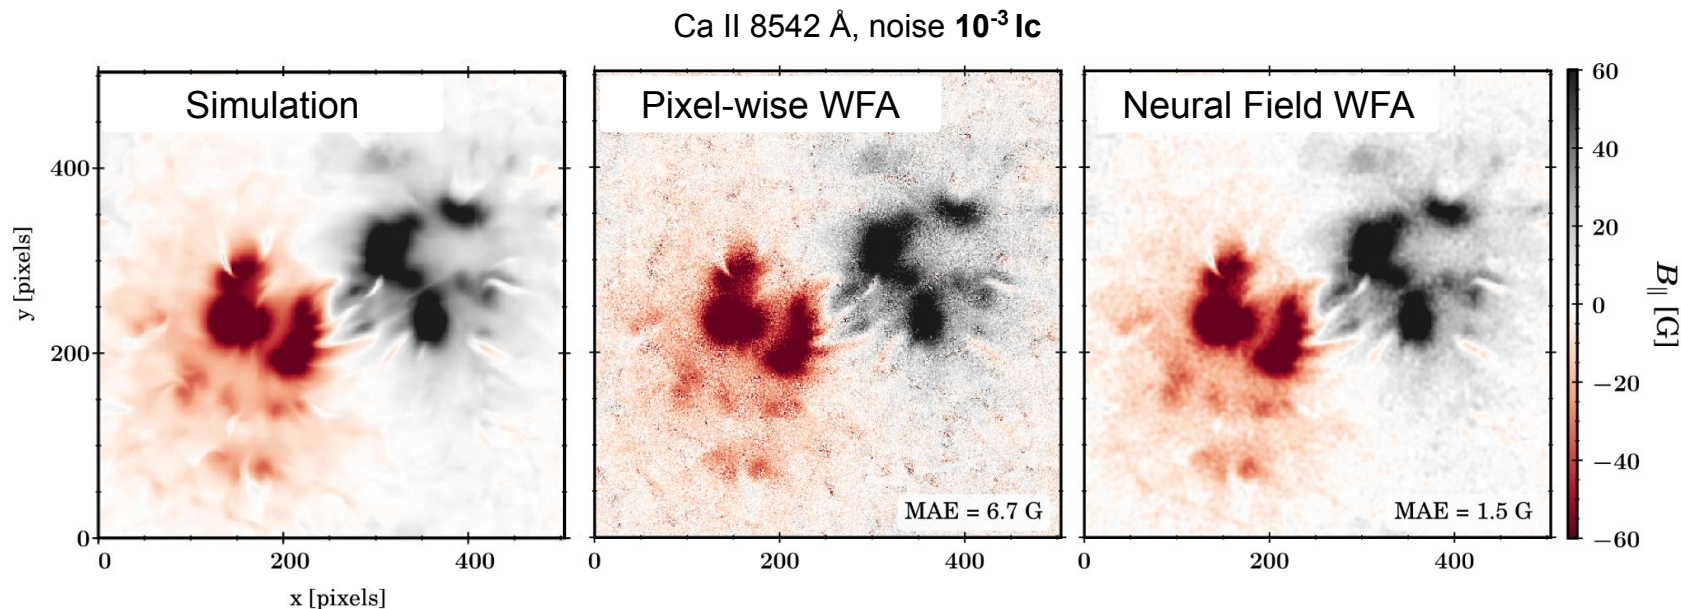 Ca II 8542 Å, noise 10⁻³ Ic
Simulation
Pixel-wise WFA
Neural Field WFA
y [pixels]
400
200
0
0
200
400
x [pixels]
MAE = 6.7 G
0
200
400
MAE = 1.5 G
0
200
400
60
40
20
0
−20
−40
−60
B∥ [G]